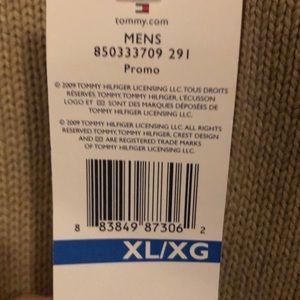 tommy.com
MENS
850333709 291
Promo
© 2009 TOMMY HILFIGER LICENSING LLC. TOUS DROITS
RÉSERVÉS. TOMMY, TOMMY HILFIGER, L'ÉCUSSON
LOGO ET SONT DES MARQUES DÉPOSÉES DE
TOMMY HILFIGER LICENSING LLC.
© 2009 TOMMY HILFIGER LICENSING LLC. ALL RIGHTS
RESERVED. TOMMY, TOMMY HILFIGER, CREST DESIGN
AND ARE REGISTERED TRADE MARKS
OF TOMMY HILFIGER LICENSING LLC.
8 83849 87306 2
XL/XG